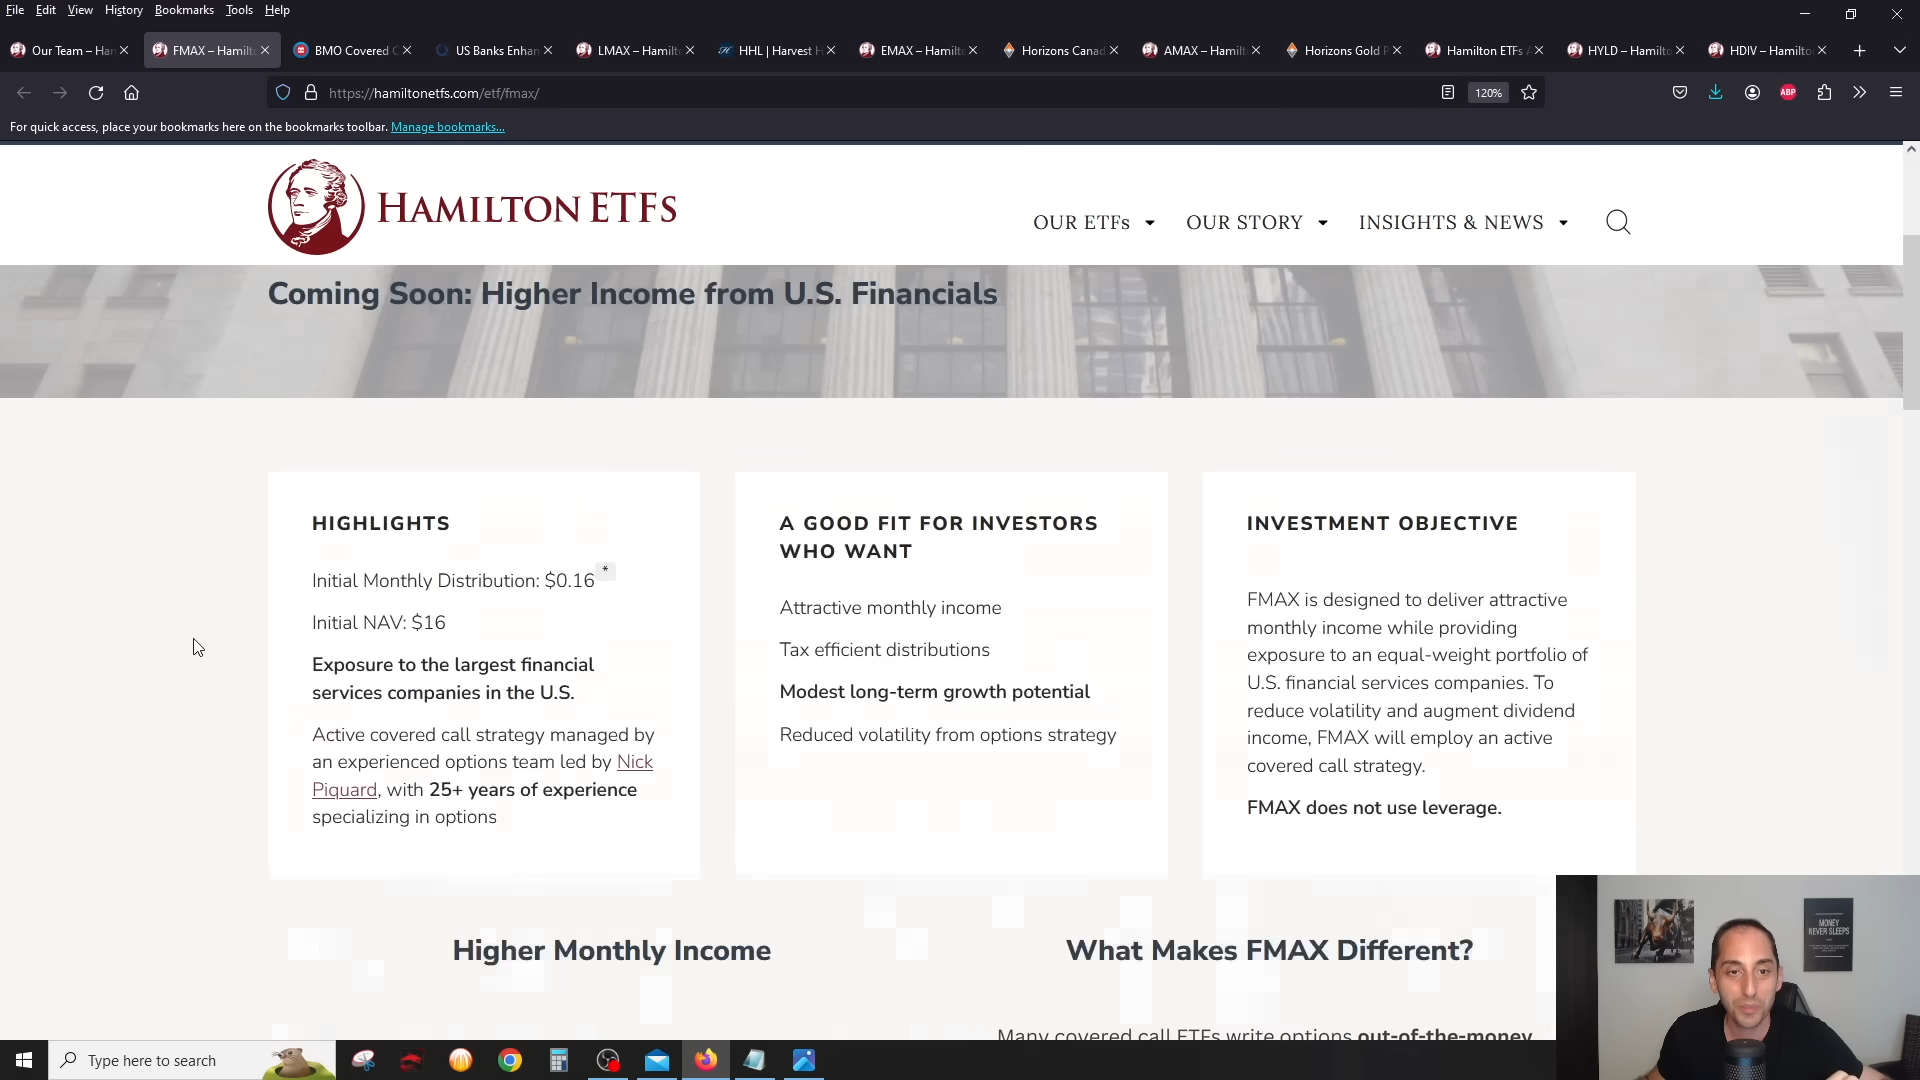 File Edit View History Bookmarks Tools Help
Our Team – Han
FMAX – Hamilt
BMO Covered C
US Banks Enhan
LMAX – Hamilto
HHL | Harvest H
EMAX – Hamilt
Horizons Canad
AMAX – Hamil
Horizons Gold P
Hamilton ETFs A
HYLD – Hamilto
HDIV – Hamilto
https://hamiltonetfs.com/etf/fmax/
120%
ABP
For quick access, place your bookmarks here on the bookmarks toolbar. Manage bookmarks...
HAMILTON ETFS
OUR ETFs OUR STORY INSIGHTS & NEWS
Coming Soon: Higher Income from U.S. Financials
HIGHLIGHTS
Initial Monthly Distribution: $0.16*
Initial NAV: $16
Exposure to the largest financial
services companies in the U.S.
Active covered call strategy managed by
an experienced options team led by Nick
Piquard, with 25+ years of experience
specializing in options
A GOOD FIT FOR INVESTORS
WHO WANT
Attractive monthly income
Tax efficient distributions
Modest long-term growth potential
Reduced volatility from options strategy
INVESTMENT OBJECTIVE
FMAX is designed to deliver attractive
monthly income while providing
exposure to an equal-weight portfolio of
U.S. financial services companies. To
reduce volatility and augment dividend
income, FMAX will employ an active
covered call strategy.
FMAX does not use leverage.
Higher Monthly Income
What Makes FMAX Different?
Many covered call ETFs write options out-of-the-money
MONEY
NEVER SLEEPS
Type here to search